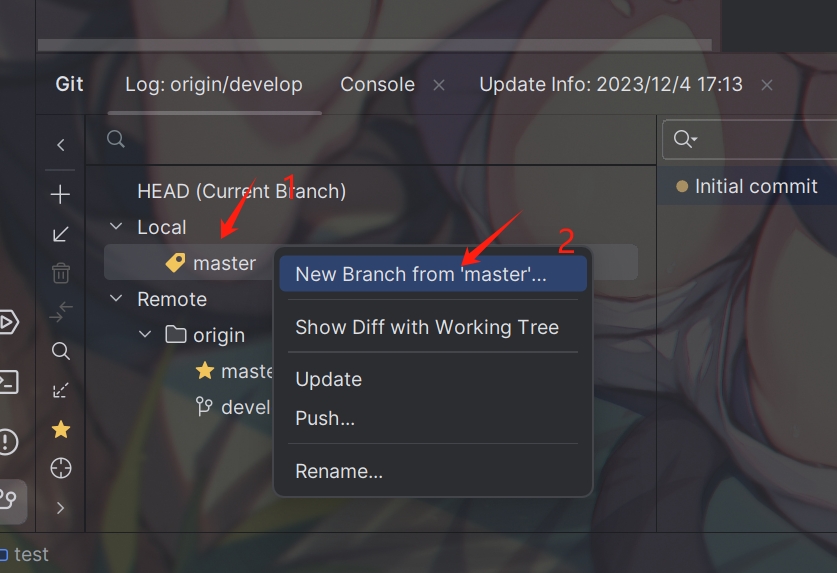 Git
Log: origin/develop
Console
Update Info: 2023/12/4 17:13
HEAD (Current Branch)
1
Initial commit
Local
master
2
New Branch from 'master'...
Remote
Show Diff with Working Tree
origin
maste
Update
devel
Push...
Rename...
test